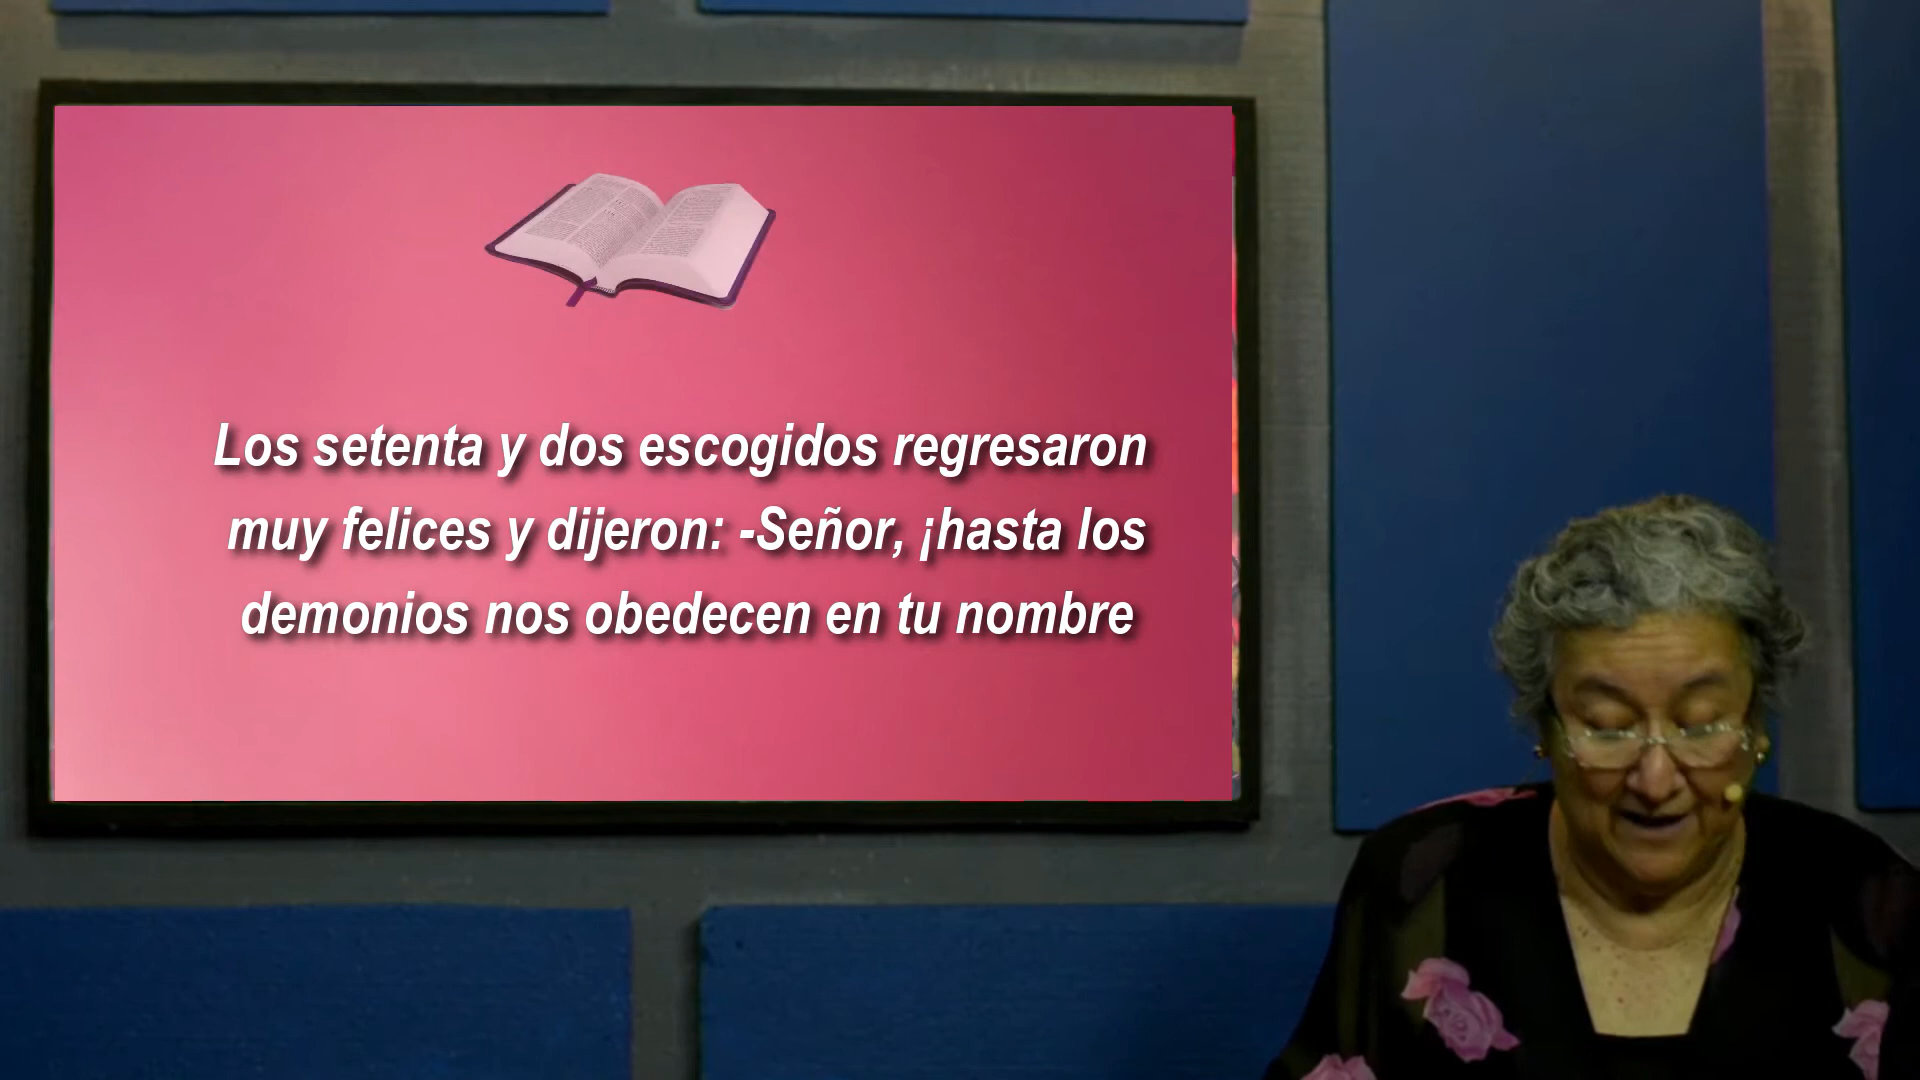 Los setenta y dos escogidos regresaron
muy felices y dijeron: -Señor, ¡hasta los
demonios nos obedecen en tu nombre